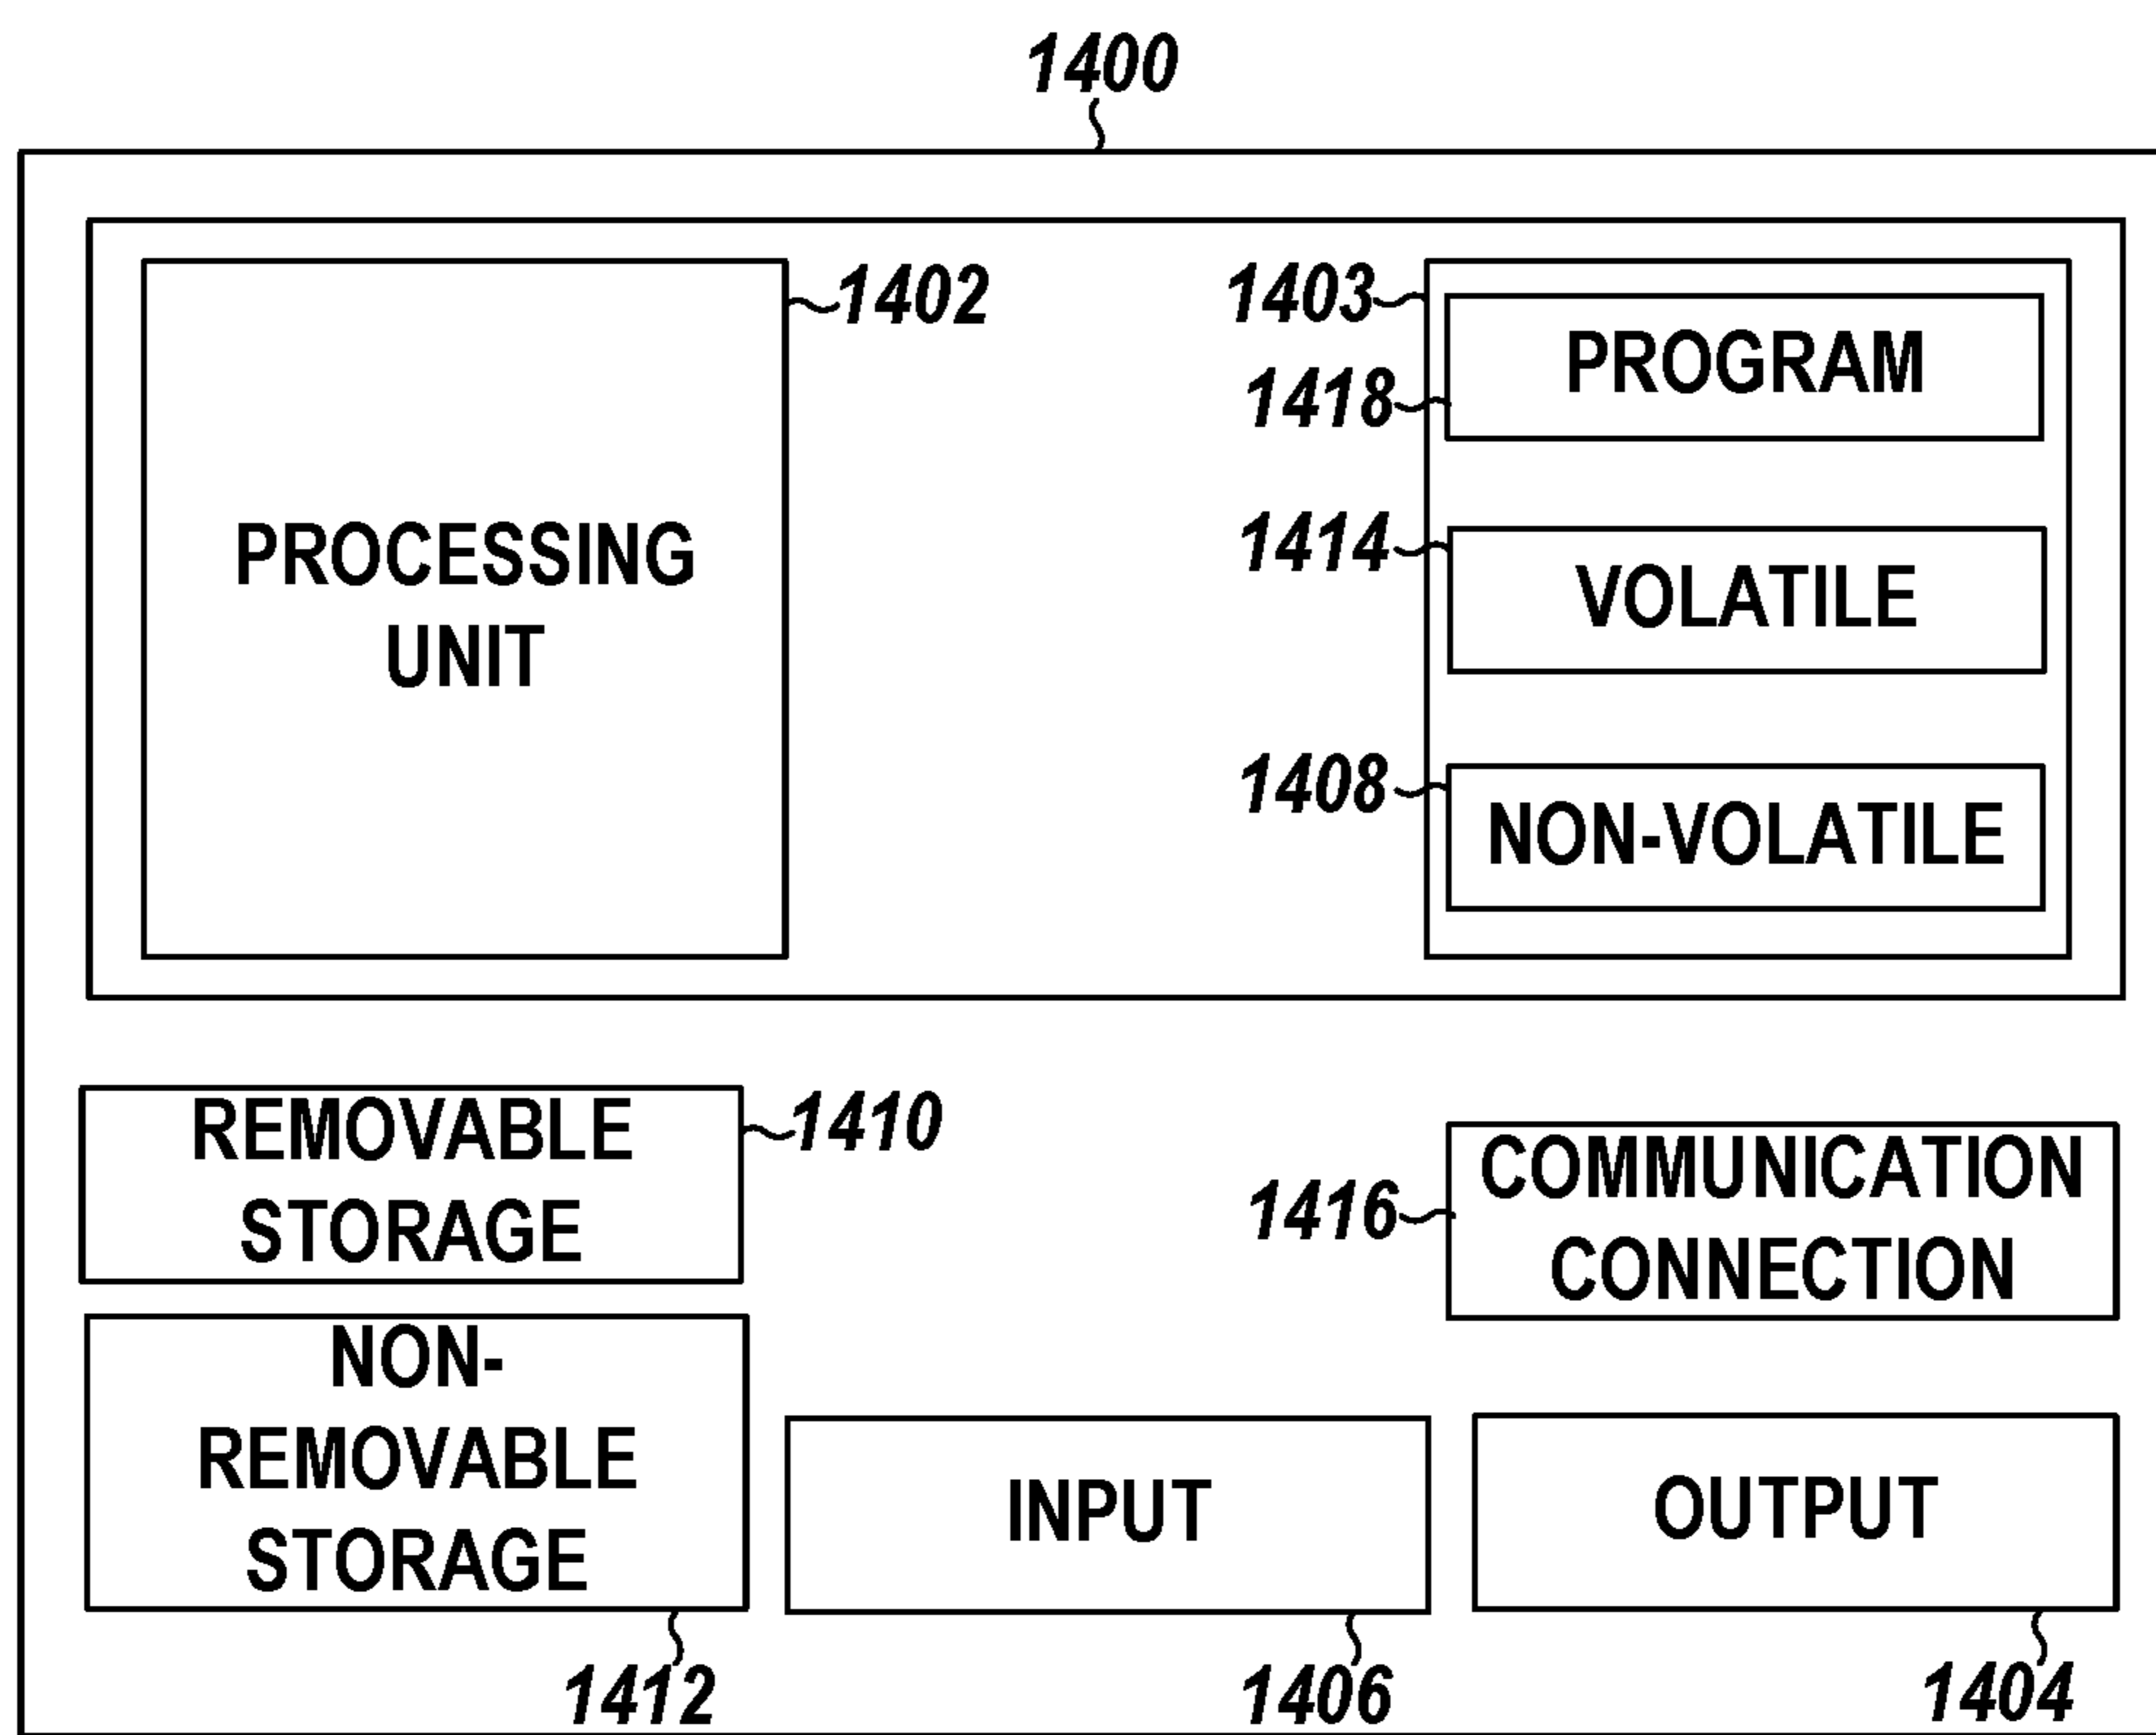 1400
1402
1403
PROGRAM
1418
PROCESSING
UNIT
1414
VOLATILE
1408
NON-VOLATILE
REMOVABLE
STORAGE
1410
COMMUNICATION
CONNECTION
1416
NON-
REMOVABLE
STORAGE
INPUT
OUTPUT
1412
1406
1404